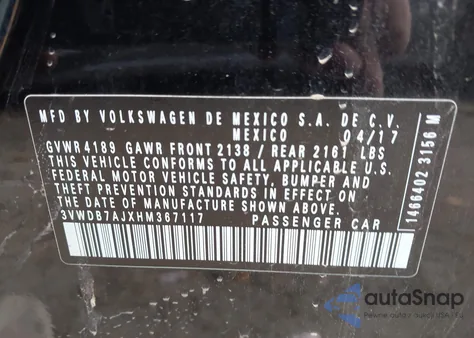 MFD BY VOLKSWAGEN DE MEXICO S.A. DE C.V.
MEXICO 04/17
GVWR 4189 GAWR FRONT 2138 / REAR 2161 LBS
THIS VEHICLE CONFORMS TO ALL APPLICABLE U.S.
FEDERAL MOTOR VEHICLE SAFETY, BUMPER AND
THEFT PREVENTION STANDARDS IN EFFECT ON
THE DATE OF MANUFACTURE SHOWN ABOVE.
3VWDB7AJXHM367117 PASSENGER CAR
1466402 3156 M
autoSnap